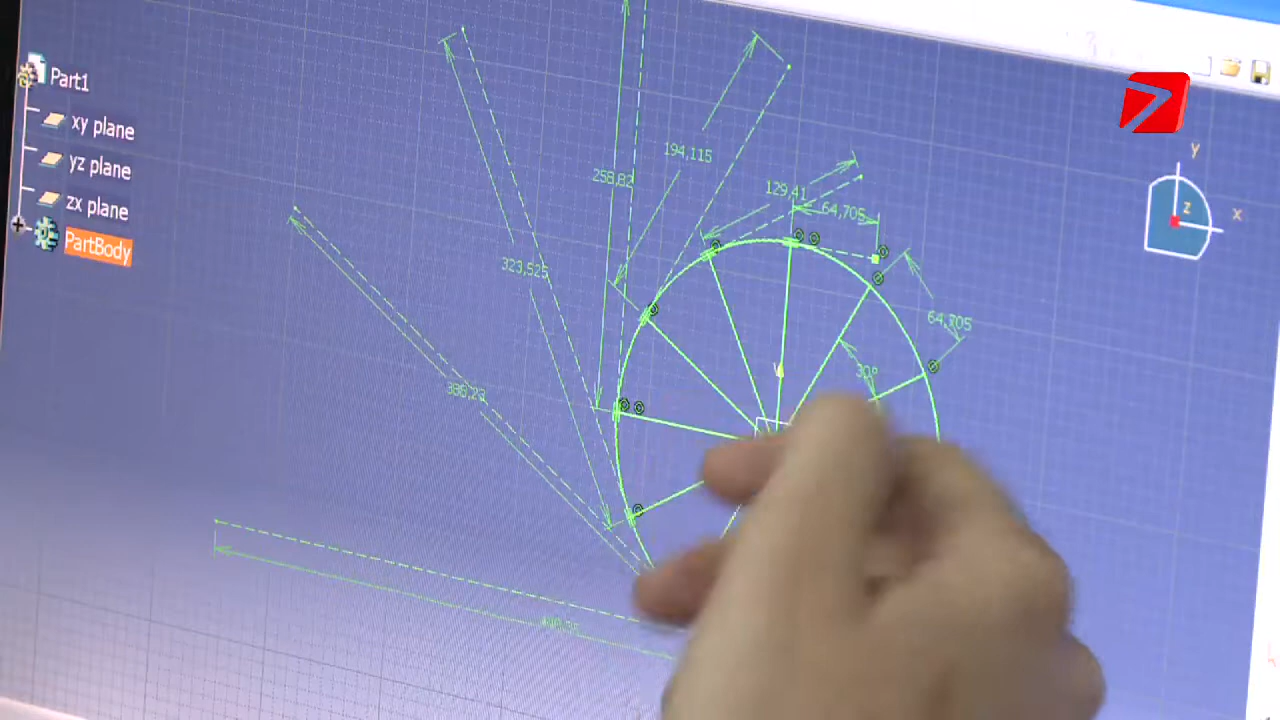 Part1
xy plane
yz plane
zx plane
PartBody
y
x
z
194,115
258,82
129,41
64,705
323,525
64,705
30°
388,23
V